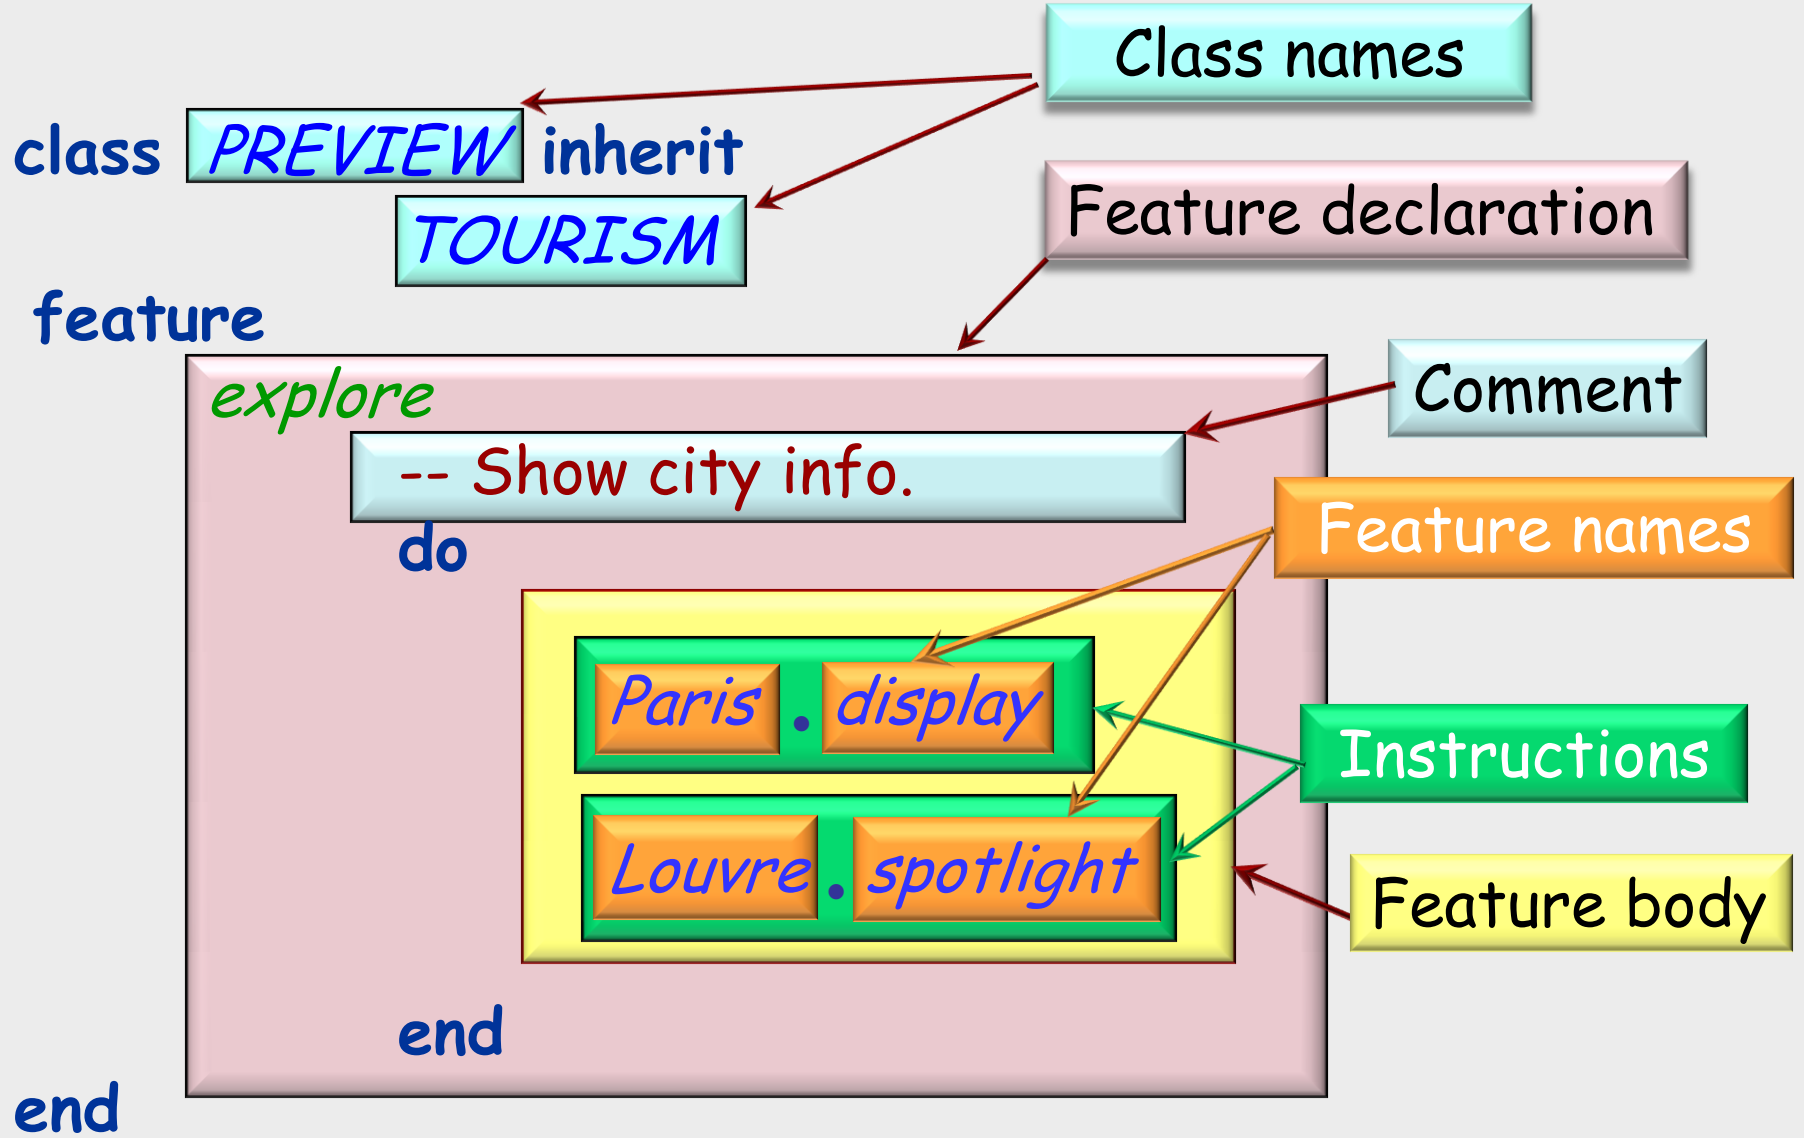 Class names
class PREVIEW inherit
TOURISM
Feature declaration
feature
explore
Comment
-- Show city info.
Feature names
do
Paris . display
Instructions
Louvre . spotlight
Feature body
end
end